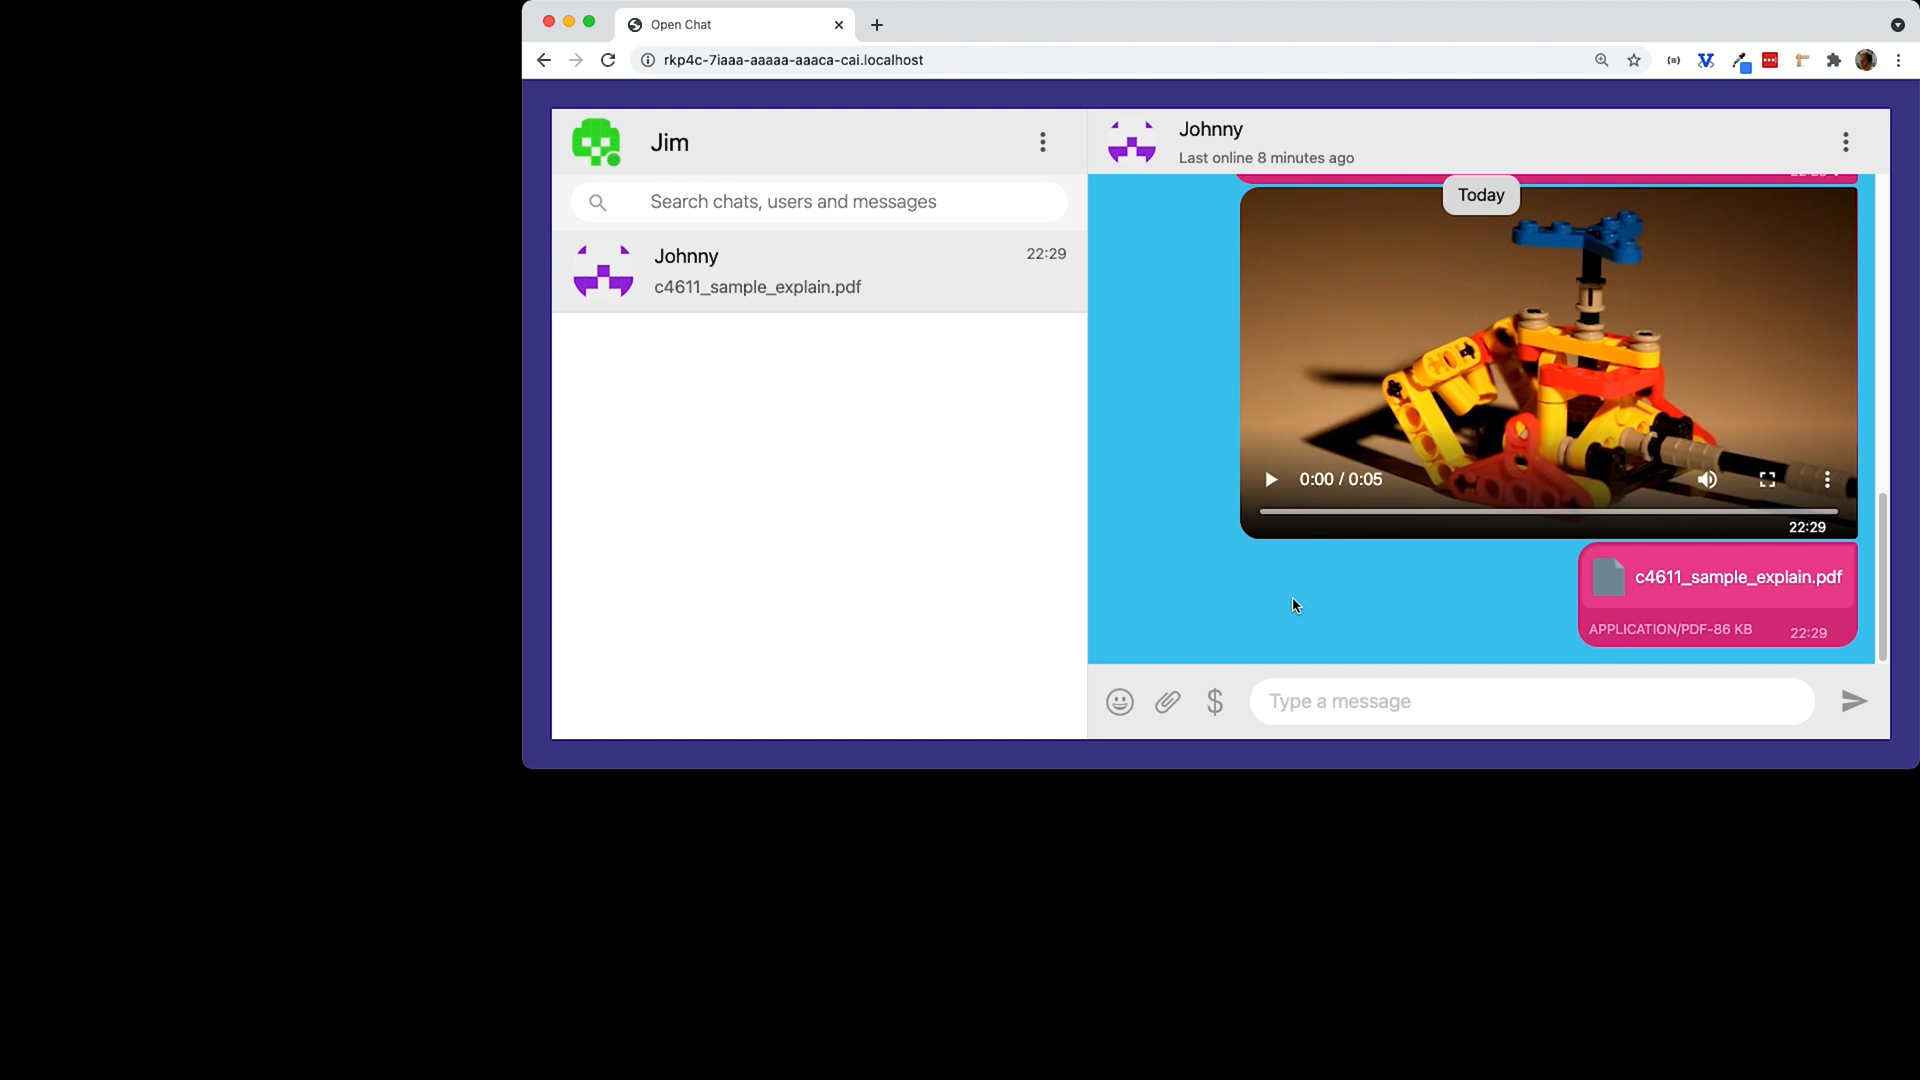 Open Chat
rkp4c-7iaaa-aaaaa-aaaca-cai.localhost
Jim
Search chats, users and messages
Johnny
22:29
c4611_sample_explain.pdf
Johnny
Last online 8 minutes ago
Today
0:00 / 0:05
22:29
c4611_sample_explain.pdf
APPLICATION/PDF-86 KB
22:29
$
Type a message